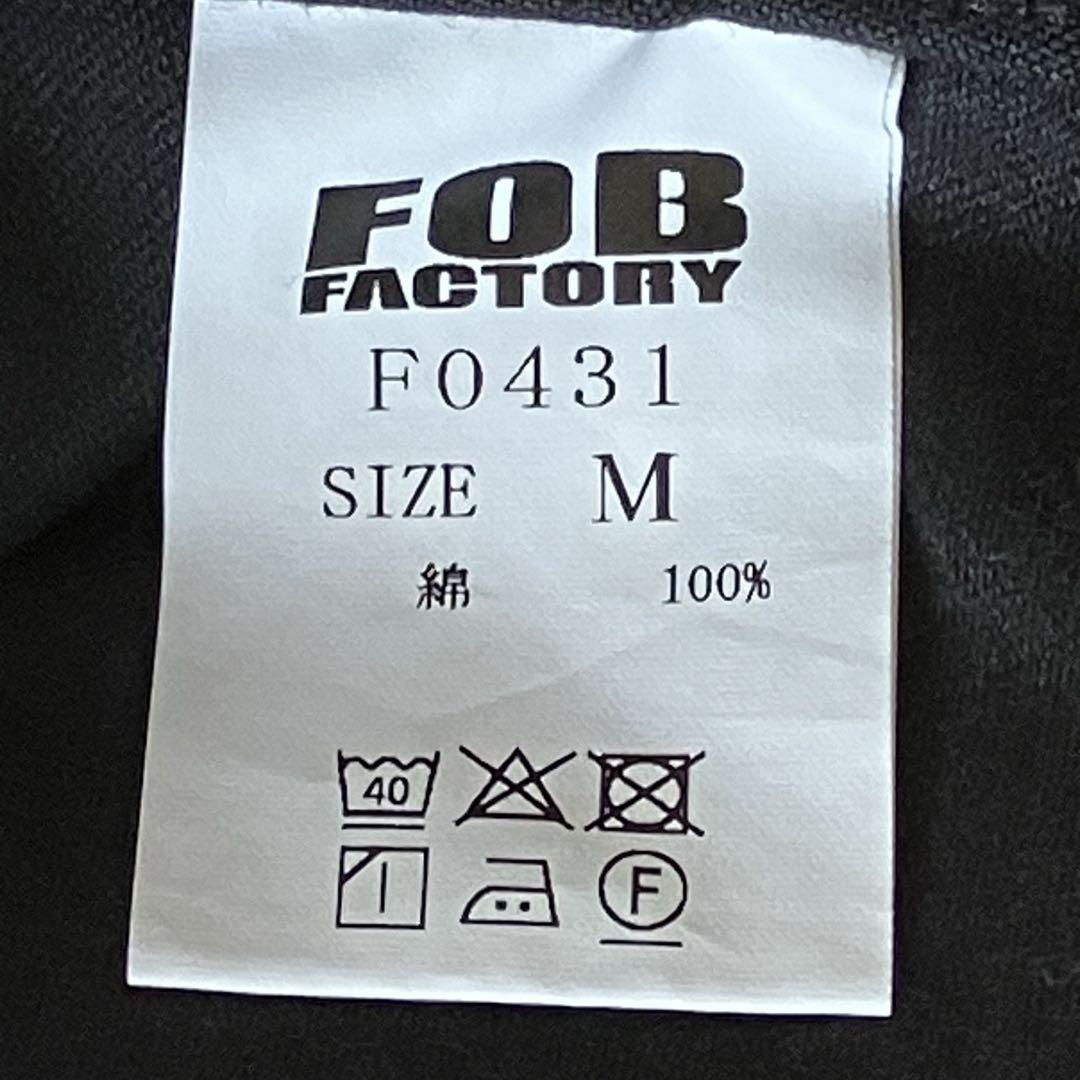 FOB
FACTORY
F0431
SIZE M
綿 100%
40
F